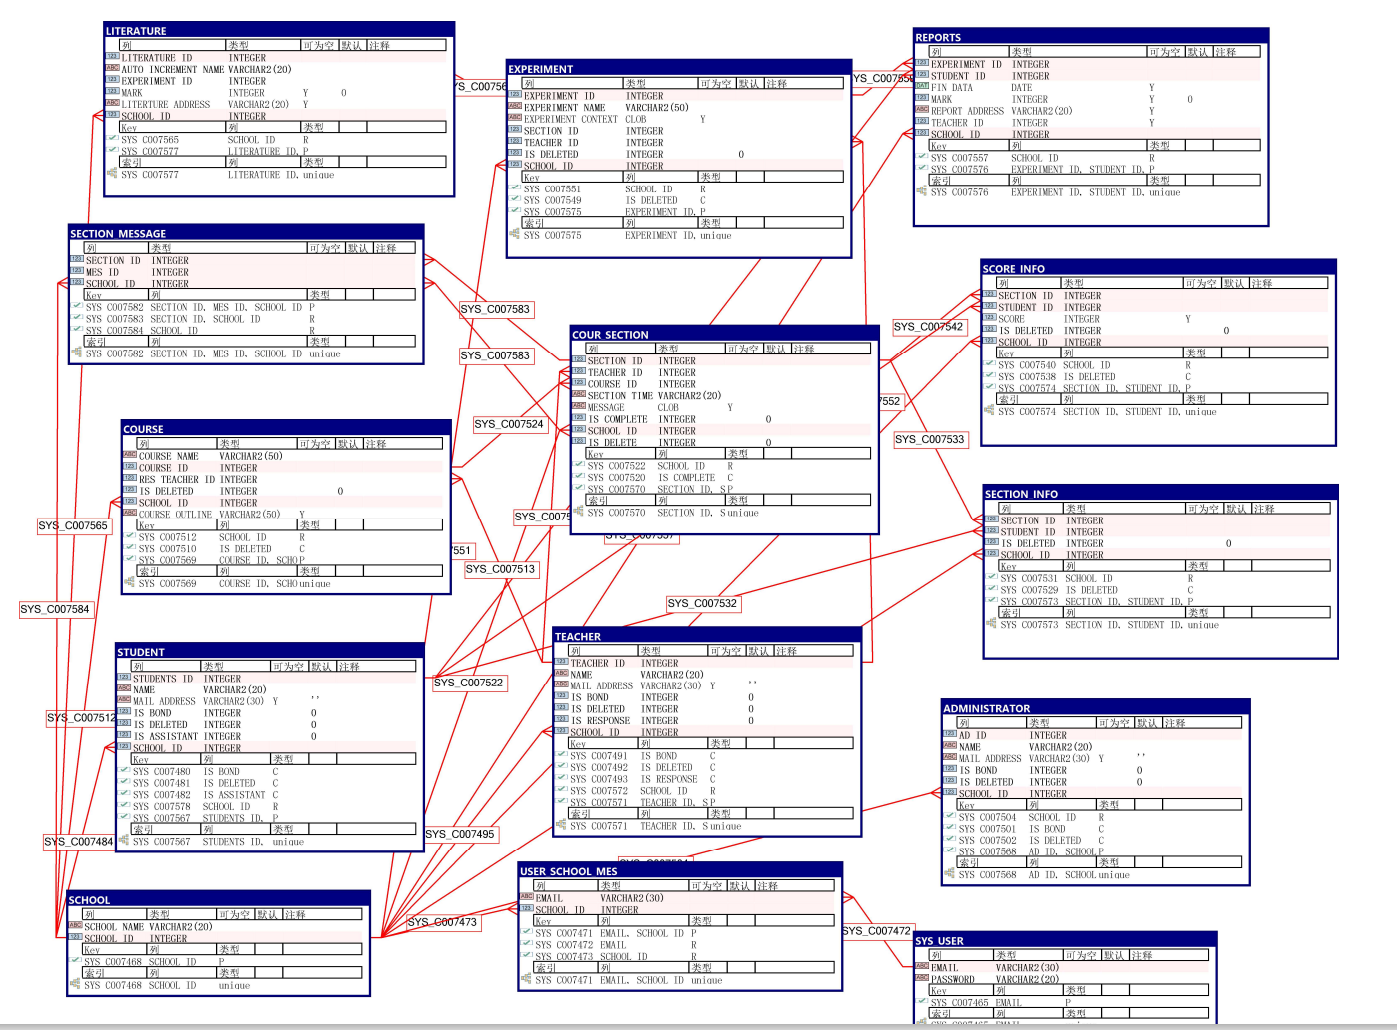 LITERATURE
列 类型 可为空 默认 注释
LITERATURE ID INTEGER
AUTO INCREMENT NAME VARCHAR2(20)
EXPERIMENT ID INTEGER
MARK INTEGER Y 0
LITERTURE ADDRESS VARCHAR2(20) Y
SCHOOL ID INTEGER
Key 列 类型
SYS C007565 SCHOOL ID R
SYS C007577 LITERATURE ID, P
索引 列 类型
SYS C007577 LITERATURE ID, unique
EXPERIMENT
列 类型 可为空 默认 注释
EXPERIMENT ID INTEGER
EXPERIMENT NAME VARCHAR2(50)
EXPERIMENT CONTEXT CLOB Y
SECTION ID INTEGER
TEACHER ID INTEGER
IS DELETED INTEGER 0
SCHOOL ID INTEGER
Key 列 类型
SYS C007551 SCHOOL ID R
SYS C007549 IS DELETED C
SYS C007575 EXPERIMENT ID, P
索引 列 类型
SYS C007575 EXPERIMENT ID, unique
REPORTS
列 类型 可为空 默认 注释
EXPERIMENT ID INTEGER
STUDENT ID INTEGER
FIN DATA DATE Y
MARK INTEGER Y 0
REPORT ADDRESS VARCHAR2(20) Y
TEACHER ID INTEGER Y
SCHOOL ID INTEGER
Key 列 类型
SYS C007557 SCHOOL ID R
SYS C007576 EXPERIMENT ID, STUDENT ID, P
索引 列 类型
SYS C007576 EXPERIMENT ID, STUDENT ID, unique
SECTION MESSAGE
列 类型 可为空 默认 注释
SECTION ID INTEGER
MES ID INTEGER
SCHOOL ID INTEGER
Key 列 类型
SYS C007582 SECTION ID, MES ID, SCHOOL ID P
SYS C007583 SECTION ID, SCHOOL ID R
SYS C007584 SCHOOL ID R
索引 列 类型
SYS C007582 SECTION ID, MES ID, SCHOOL ID unique
SYS_C007583
SYS_C007583
SYS_C007524
COUR SECTION
列 类型 可为空 默认 注释
SECTION ID INTEGER
TEACHER ID INTEGER
COURSE ID INTEGER
SECTION TIME VARCHAR2(20)
MESSAGE CLOB Y
IS COMPLETE INTEGER 0
SCHOOL ID INTEGER
IS DELETE INTEGER 0
Key 列 类型
SYS C007522 SCHOOL ID R
SYS C007520 IS COMPLETE C
SYS C007570 SECTION ID, S P
索引 列 类型
SYS C007570 SECTION ID, S unique
SYS_C007542
552
SYS_C007533
SCORE INFO
列 类型 可为空 默认 注释
SECTION ID INTEGER
STUDENT ID INTEGER
SCORE INTEGER Y
IS DELETED INTEGER 0
SCHOOL ID INTEGER
Key 列 类型
SYS C007540 SCHOOL ID R
SYS C007538 IS DELETED C
SYS C007574 SECTION ID, STUDENT ID, P
索引 列 类型
SYS C007574 SECTION ID, STUDENT ID, unique
COURSE
列 类型 可为空 默认 注释
COURSE NAME VARCHAR2(50)
COURSE ID INTEGER
RES TEACHER ID INTEGER
IS DELETED INTEGER 0
SCHOOL ID INTEGER
COURSE OUTLINE VARCHAR2(50) Y
Key 列 类型
SYS C007512 SCHOOL ID R
SYS C007510 IS DELETED C
SYS C007569 COURSE ID, SCHO P
索引 列 类型
SYS C007569 COURSE ID, SCHO unique
SYS_C007565
SYS_C007584
551
SYS_C007513
SYS_C007532
SECTION INFO
列 类型 可为空 默认 注释
SECTION ID INTEGER
STUDENT ID INTEGER
IS DELETED INTEGER 0
SCHOOL ID INTEGER
Key 列 类型
SYS C007531 SCHOOL ID R
SYS C007529 IS DELETED C
SYS C007573 SECTION ID, STUDENT ID, P
索引 列 类型
SYS C007573 SECTION ID, STUDENT ID, unique
STUDENT
列 类型 可为空 默认 注释
STUDENTS ID INTEGER
NAME VARCHAR2(20)
MAIL ADDRESS VARCHAR2(30) Y ''
IS BOND INTEGER 0
IS DELETED INTEGER 0
IS ASSISTANT INTEGER 0
SCHOOL ID INTEGER
Key 列 类型
SYS C007480 IS BOND C
SYS C007481 IS DELETED C
SYS C007482 IS ASSISTANT C
SYS C007578 SCHOOL ID R
SYS C007567 STUDENTS ID, P
索引 列 类型
SYS C007567 STUDENTS ID, unique
SYS_C007512
SYS_C007484
SYS_C007522
SYS_C007495
TEACHER
列 类型 可为空 默认 注释
TEACHER ID INTEGER
NAME VARCHAR2(20)
MAIL ADDRESS VARCHAR2(30) Y ''
IS BOND INTEGER 0
IS DELETED INTEGER 0
IS RESPONSE INTEGER 0
SCHOOL ID INTEGER
Key 列 类型
SYS C007491 IS BOND C
SYS C007492 IS DELETED C
SYS C007493 IS RESPONSE C
SYS C007572 SCHOOL ID R
SYS C007571 TEACHER ID, S P
索引 列 类型
SYS C007571 TEACHER ID, S unique
ADMINISTRATOR
列 类型 可为空 默认 注释
AD ID INTEGER
NAME VARCHAR2(20)
MAIL ADDRESS VARCHAR2(30) Y ''
IS BOND INTEGER 0
IS DELETED INTEGER 0
SCHOOL ID INTEGER
Key 列 类型
SYS C007504 SCHOOL ID R
SYS C007501 IS BOND C
SYS C007502 IS DELETED C
SYS C007568 AD ID, SCHOOL P
索引 列 类型
SYS C007568 AD ID, SCHOOL unique
SCHOOL
列 类型 可为空 默认 注释
SCHOOL NAME VARCHAR2(20)
SCHOOL ID INTEGER
Key 列 类型
SYS C007468 SCHOOL ID P
索引 列 类型
SYS C007468 SCHOOL ID unique
SYS_C007473
USER SCHOOL MES
列 类型 可为空 默认 注释
EMAIL VARCHAR2(30)
SCHOOL ID INTEGER
Key 列 类型
SYS C007471 EMAIL, SCHOOL ID P
SYS C007472 EMAIL R
SYS C007473 SCHOOL ID R
索引 列 类型
SYS C007471 EMAIL, SCHOOL ID unique
SYS_C007472
SYS USER
列 类型 可为空 默认 注释
EMAIL VARCHAR2(30)
PASSWORD VARCHAR2(20)
Key 列 类型
SYS C007465 EMAIL P
索引 列 类型